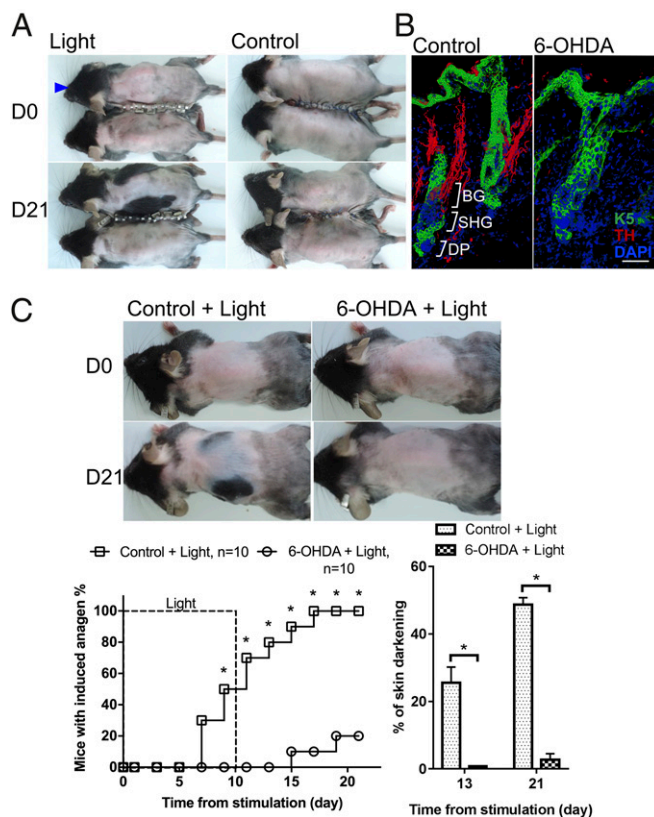 A
Light
Control
D0
D21
B
Control
6-OHDA
BG
SHG
DP
K5
TH
DAPI
C
Control + Light
6-OHDA + Light
D0
D21
Control + Light, n=10
6-OHDA + Light,
n=10
Mice with induced anagen %
100
80
60
40
20
0
Light
* * * * * * *
0
5
10
15
20
Time from stimulation (day)
Control + Light
6-OHDA + Light
% of skin darkening
60
40
20
0
*
*
13
21
Time from stimulation (day)